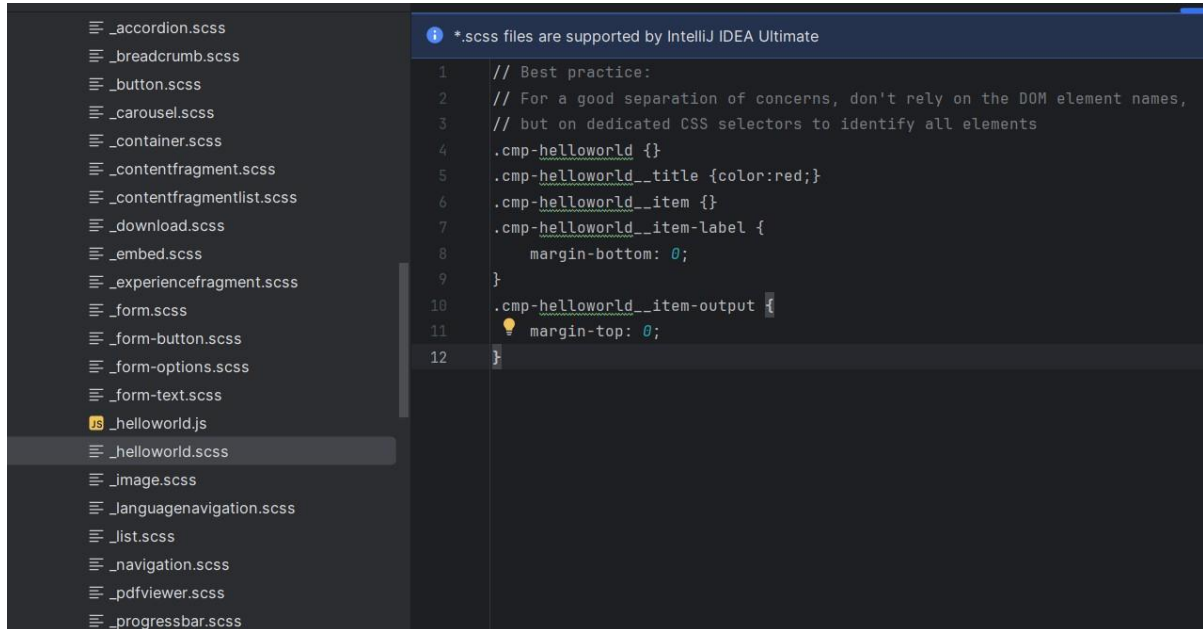 _accordion.scss
_breadcrumb.scss
_button.scss
_carousel.scss
_container.scss
_contentfragment.scss
_contentfragmentlist.scss
_download.scss
_embed.scss
_experiencefragment.scss
_form.scss
_form-button.scss
_form-options.scss
_form-text.scss
JS _helloworld.js
_helloworld.scss
_image.scss
_languagenavigation.scss
_list.scss
_navigation.scss
_pdfviewer.scss
_progressbar.scss
*.scss files are supported by IntelliJ IDEA Ultimate
1 // Best practice:
2 // For a good separation of concerns, don't rely on the DOM element names,
3 // but on dedicated CSS selectors to identify all elements
4 .cmp-helloworld {}
5 .cmp-helloworld__title {color:red;}
6 .cmp-helloworld__item {}
7 .cmp-helloworld__item-label {
8     margin-bottom: 0;
9 }
10 .cmp-helloworld__item-output {
11     margin-top: 0;
12 }